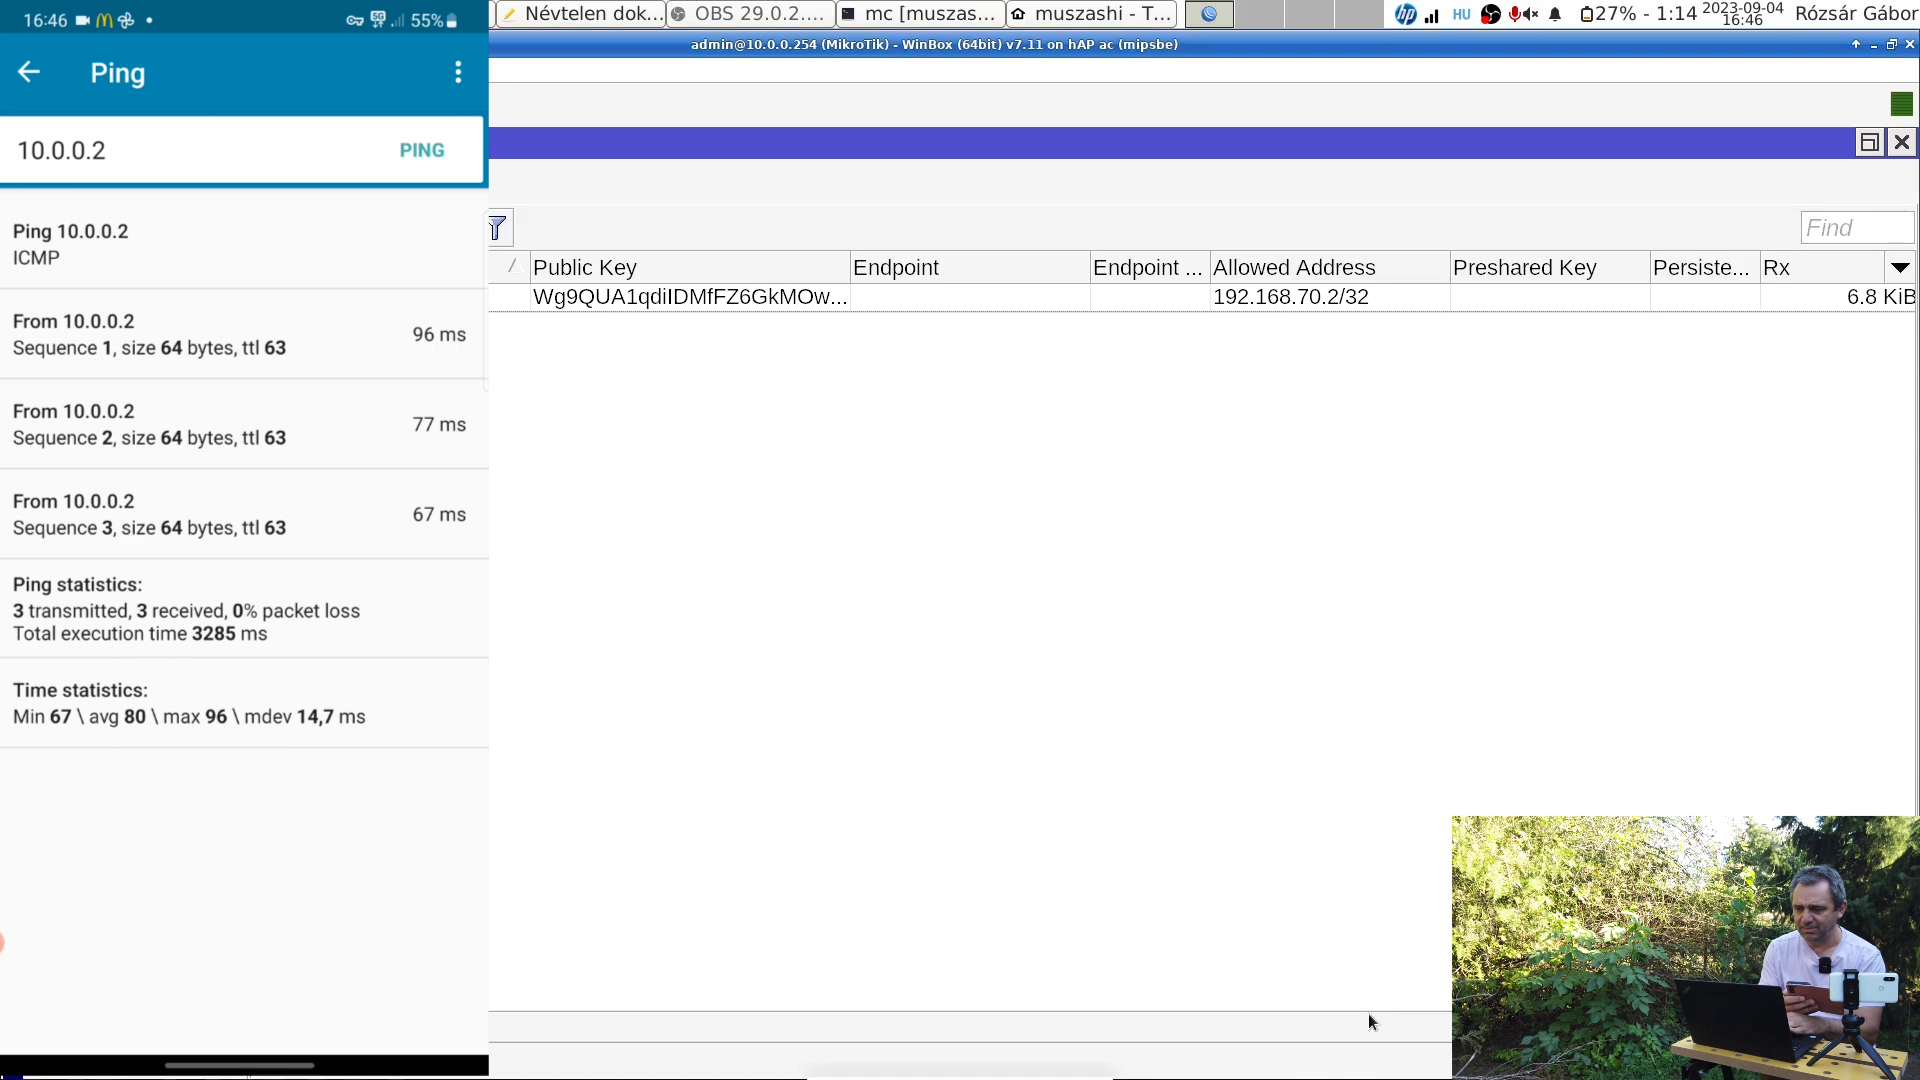 16:46
55%
Ping
10.0.0.2
PING
Ping 10.0.0.2
ICMP
From 10.0.0.2
Sequence 1, size 64 bytes, ttl 63
96 ms
From 10.0.0.2
Sequence 2, size 64 bytes, ttl 63
77 ms
From 10.0.0.2
Sequence 3, size 64 bytes, ttl 63
67 ms
Ping statistics:
3 transmitted, 3 received, 0% packet loss
Total execution time 3285 ms
Time statistics:
Min 67 \ avg 80 \ max 96 \ mdev 14,7 ms
Névtelen dok...
OBS 29.0.2....
mc [muszas...
muszashi - T...
hp
HU
27% - 1:14
2023-09-04
16:46
Rózsár Gábor
admin@10.0.0.254 (MikroTik) - WinBox (64bit) v7.11 on hAP ac (mipsbe)
Find
Public Key
Endpoint
Endpoint ...
Allowed Address
Preshared Key
Persiste...
Rx
Wg9QUA1qdiIDMfFZ6GkMOw...
192.168.70.2/32
6.8 KiB